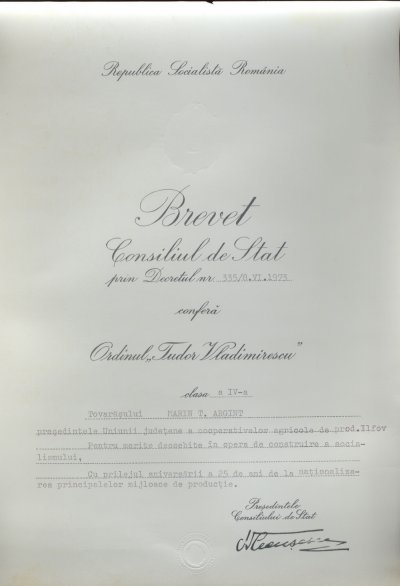 Republica Socialistă România
Brevet
Consiliul de Stat
prin Decretul nr. 335/8.VI.1973
conferă
Ordinul „Tudor Vladimirescu”
clasa a IV-a
Tovarăşului MARIN T. ARGINT
preşedintele Uniunii judeţene a cooperativelor agricole de prod.Ilfov
Pentru merite deosebite în opera de construire a socia-
lismului,
Cu prilejul aniversării a 25 de ani de la naţionaliza-
rea principalelor mijloace de producţie.
Preşedintele
Consiliului de Stat